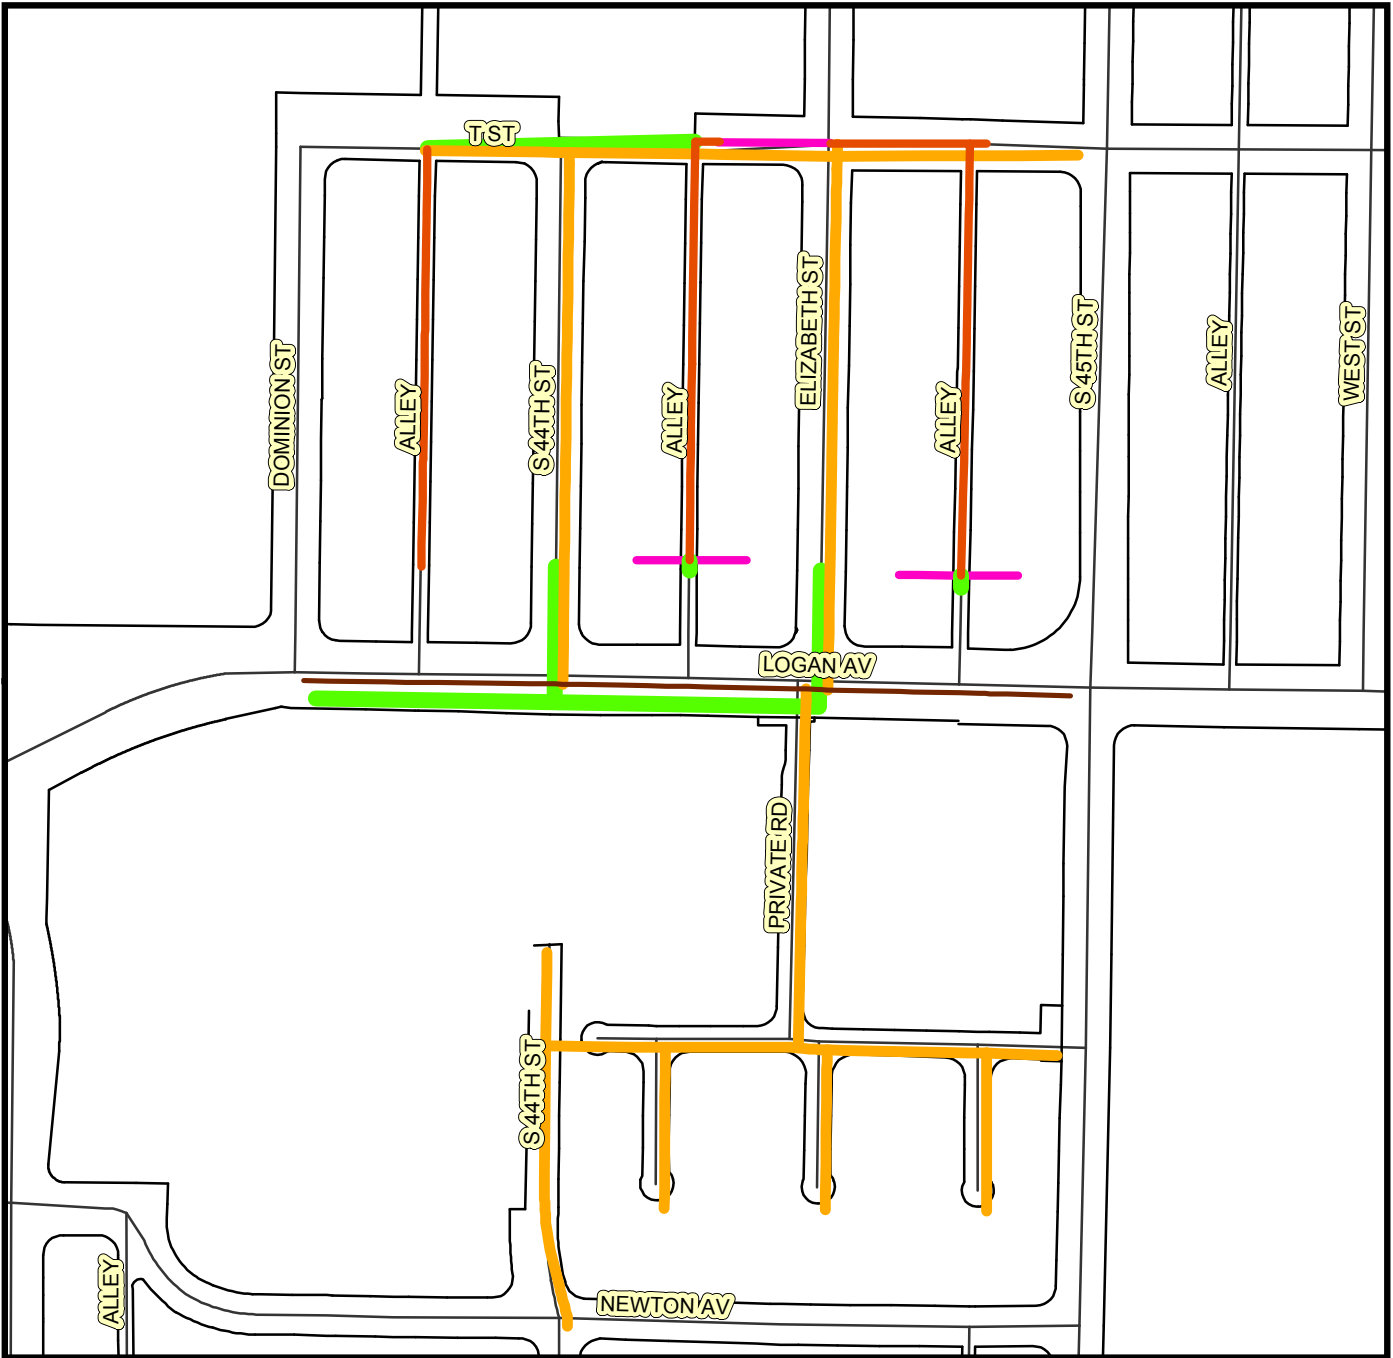 T ST
DOMINION ST
ALLEY
S 44TH ST
ALLEY
ELIZABETH ST
ALLEY
S 45TH ST
ALLEY
WEST ST
LOGAN AV
PRIVATE RD
S 44TH ST
ALLEY
NEWTON AV